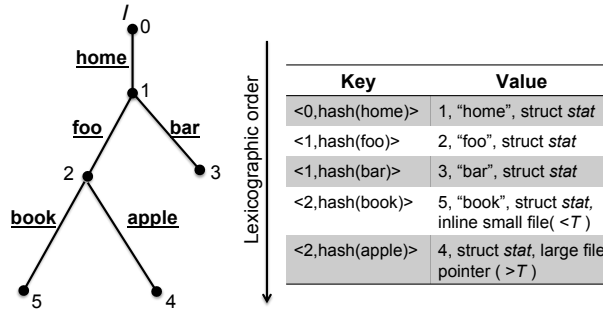 /
0
home
1
foo
bar
2
3
book
apple
5
4
Lexicographic order
Key Value
<0,hash(home)> 1, “home”, struct stat
<1,hash(foo)> 2, “foo”, struct stat
<1,hash(bar)> 3, “bar”, struct stat
<2,hash(book)> 5, “book”, struct stat,
inline small file( <T )
<2,hash(apple)> 4, struct stat, large file
pointer ( >T )